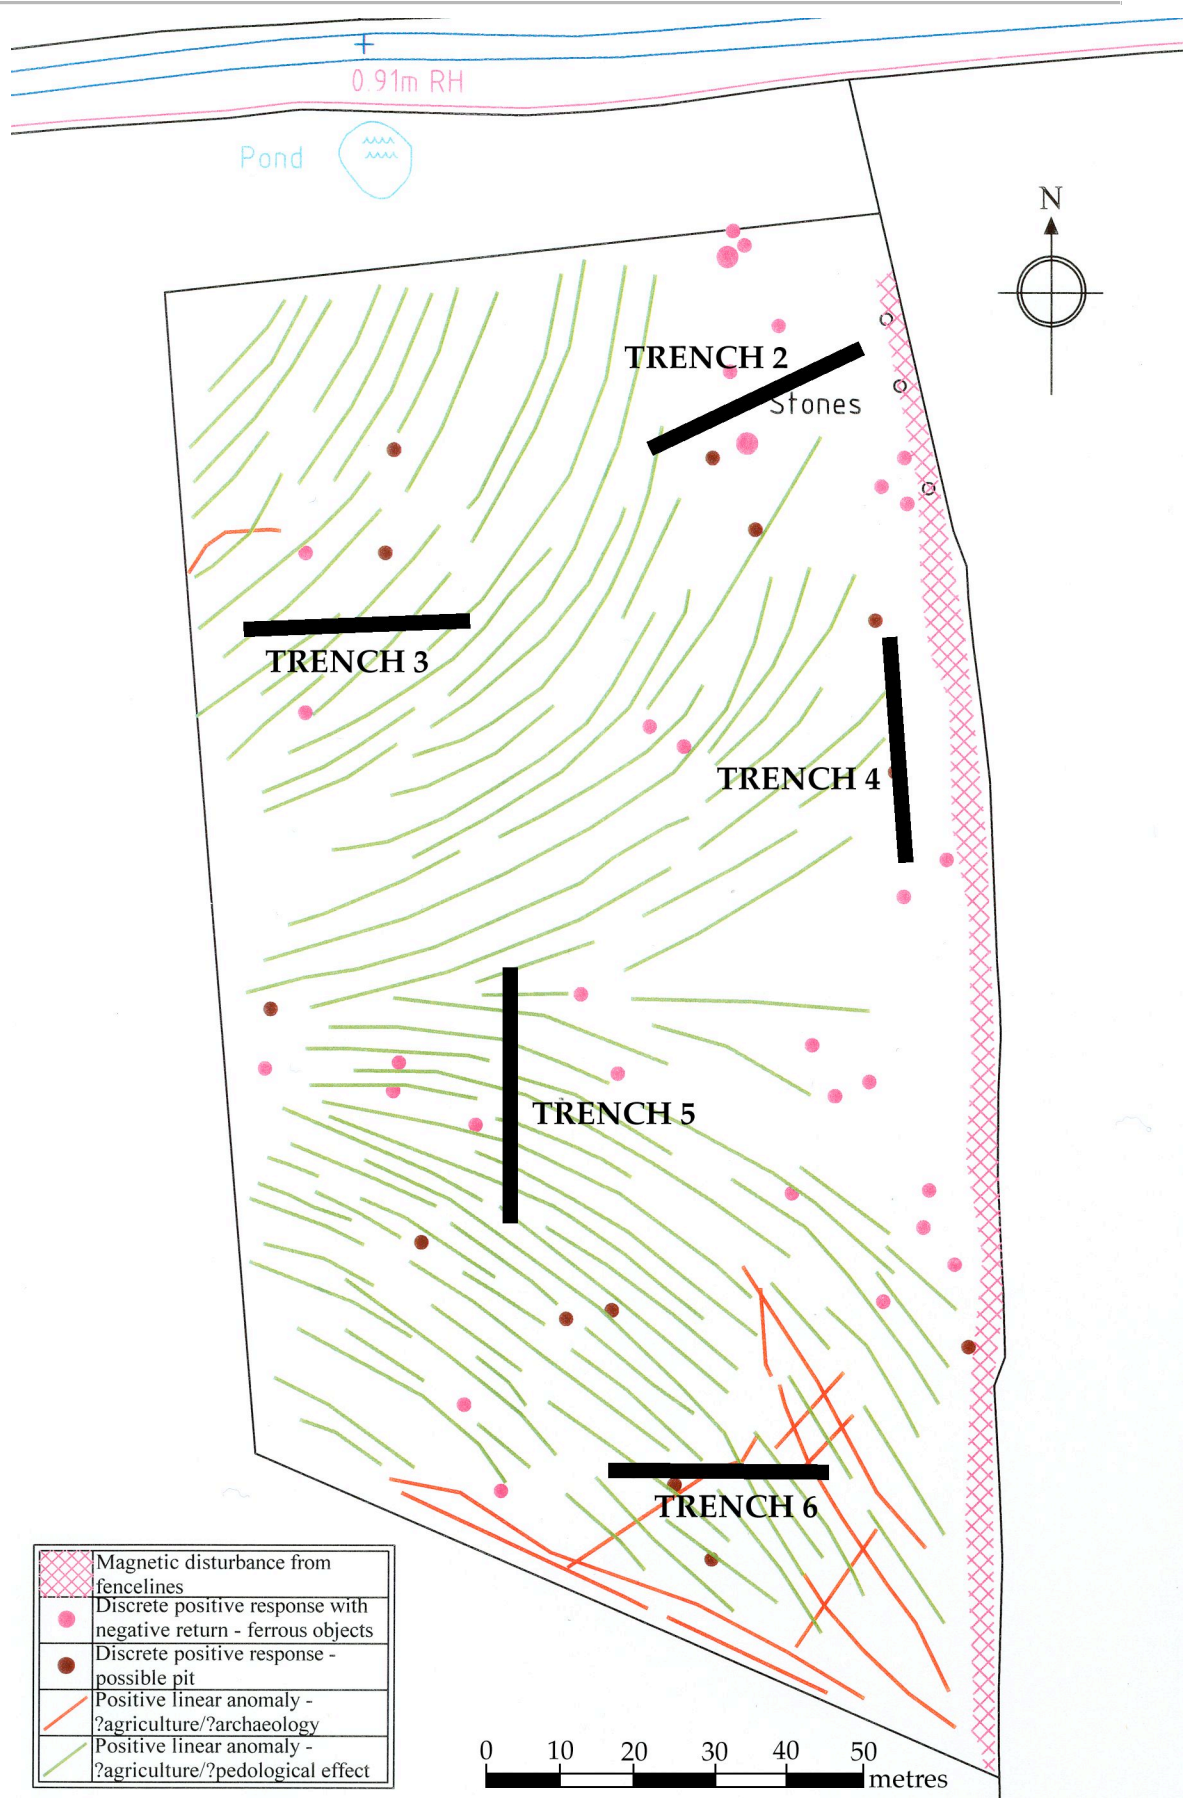 0.91m RH
Pond
N
TRENCH 2
Stones
TRENCH 3
TRENCH 4
TRENCH 5
TRENCH 6
Magnetic disturbance from
fencelines
Discrete positive response with
negative return - ferrous objects
Discrete positive response -
possible pit
Positive linear anomaly -
?agriculture/?archaeology
Positive linear anomaly -
?agriculture/?pedological effect
0 10 20 30 40 50
metres